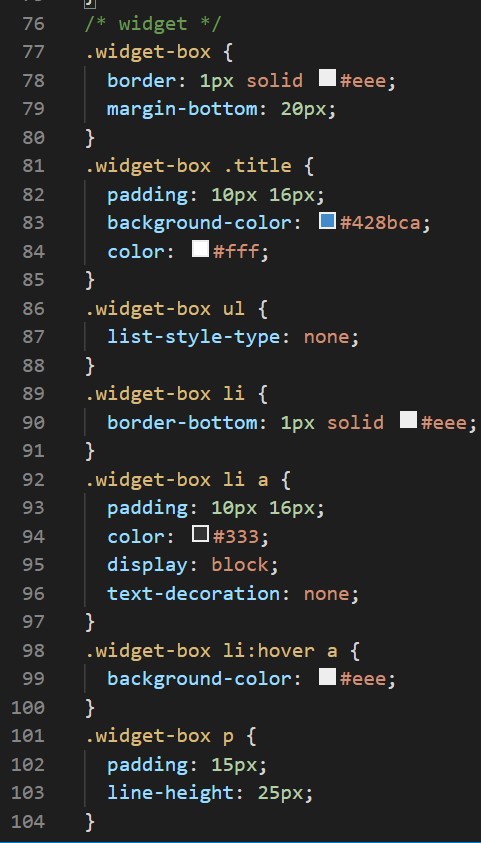 76 /* widget */
77 .widget-box {
78 border: 1px solid #eee;
79 margin-bottom: 20px;
80 }
81 .widget-box .title {
82 padding: 10px 16px;
83 background-color: #428bca;
84 color: #fff;
85 }
86 .widget-box ul {
87 list-style-type: none;
88 }
89 .widget-box li {
90 border-bottom: 1px solid #eee;
91 }
92 .widget-box li a {
93 padding: 10px 16px;
94 color: #333;
95 display: block;
96 text-decoration: none;
97 }
98 .widget-box li:hover a {
99 background-color: #eee;
100 }
101 .widget-box p {
102 padding: 15px;
103 line-height: 25px;
104 }